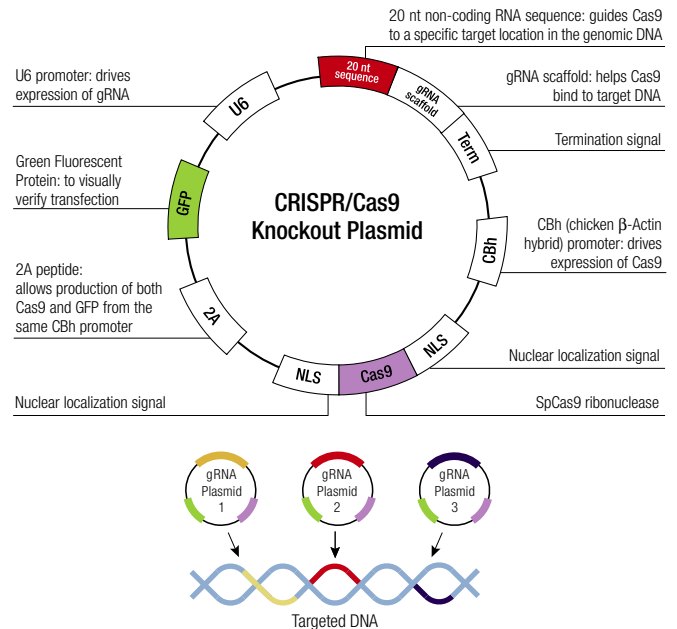 20 nt non-coding RNA sequence: guides Cas9
to a specific target location in the genomic DNA
U6 promoter: drives
expression of gRNA
20 nt
sequence
gRNA scaffold: helps Cas9
bind to target DNA
gRNA
scaffold
U6
Term
Termination signal
Green Fluorescent
Protein: to visually
verify transfection
GFP
CRISPR/Cas9
Knockout Plasmid
CBh
CBh (chicken β-Actin
hybrid) promoter: drives
expression of Cas9
2A peptide:
allows production of both
Cas9 and GFP from the
same CBh promoter
2A
NLS
Cas9
NLS
Nuclear localization signal
Nuclear localization signal
SpCas9 ribonuclease
gRNA
Plasmid
1
gRNA
Plasmid
2
gRNA
Plasmid
3
Targeted DNA